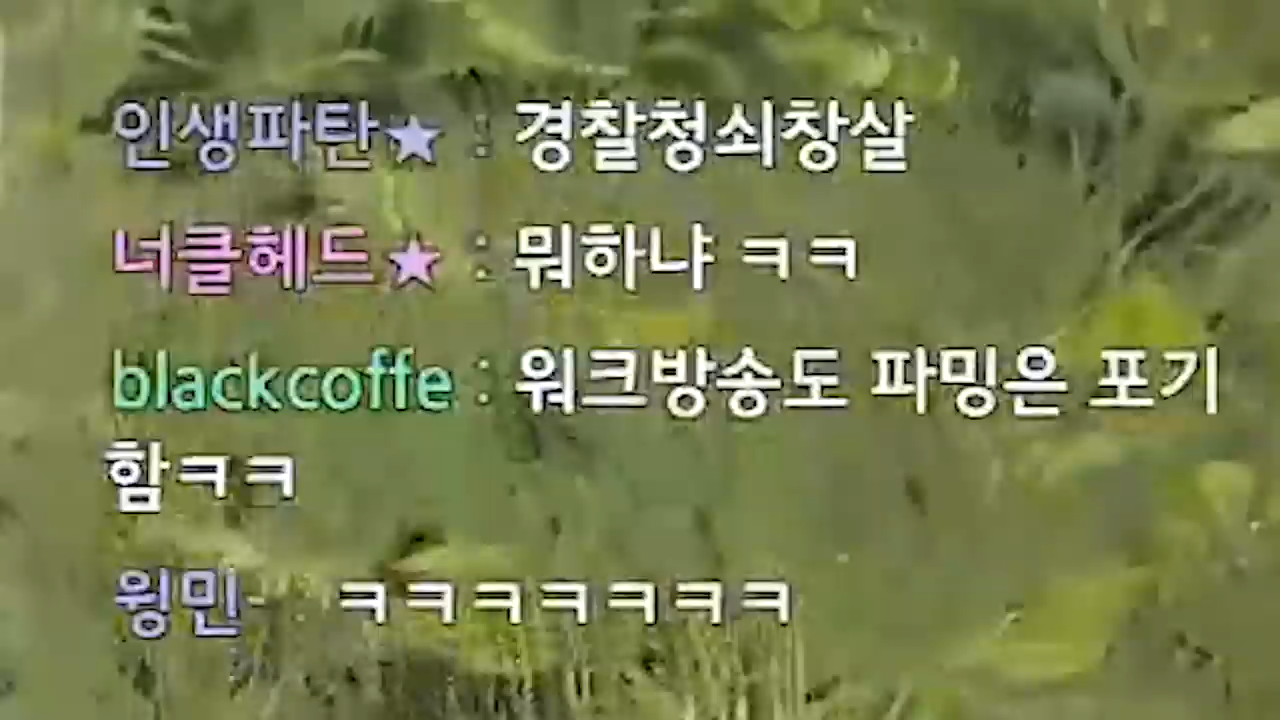 인생파탄★ : 경찰청쇠창살
너클헤드★ : 뭐하냐 ㅋㅋ
blackcoffe : 워크방송도 파밍은 포기
함ㅋㅋ
윙민 ㅋㅋㅋㅋㅋㅋㅋ